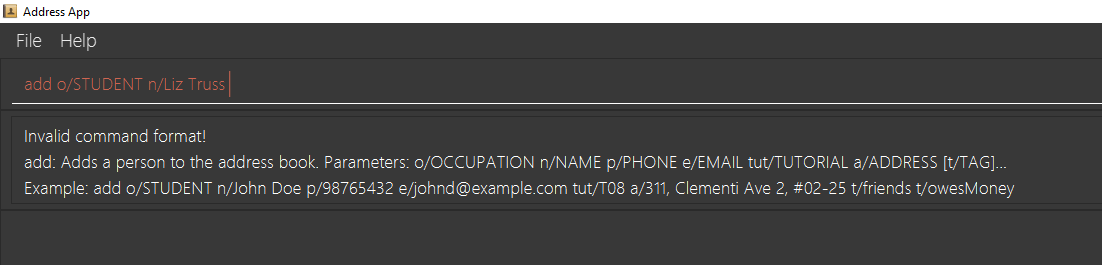 Address App
File Help
add o/STUDENT n/Liz Truss
Invalid command format!
add: Adds a person to the address book. Parameters: o/OCCUPATION n/NAME p/PHONE e/EMAIL tut/TUTORIAL a/ADDRESS [t/TAG]...
Example: add o/STUDENT n/John Doe p/98765432 e/johnd@example.com tut/T08 a/311, Clementi Ave 2, #02-25 t/friends t/owesMoney